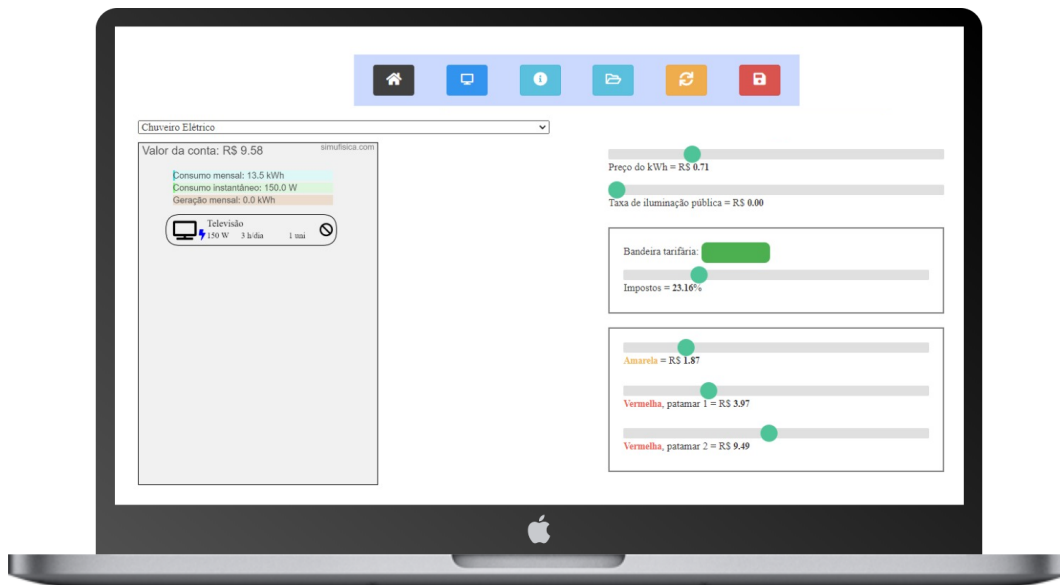 Chuveiro Elétrico
Valor da conta: R$ 9.58
simufisica.com
Consumo mensal: 13.5 kWh
Consumo instantâneo: 150.0 W
Geração mensal: 0.0 kWh
Televisão
150 W 3 h/dia 1 uni
Preço do kWh = R$ 0.71
Taxa de iluminação pública = R$ 0.00
Bandeira tarifária:
Impostos = 23.16%
Amarela = R$ 1.87
Vermelha, patamar 1 = R$ 3.97
Vermelha, patamar 2 = R$ 9.49